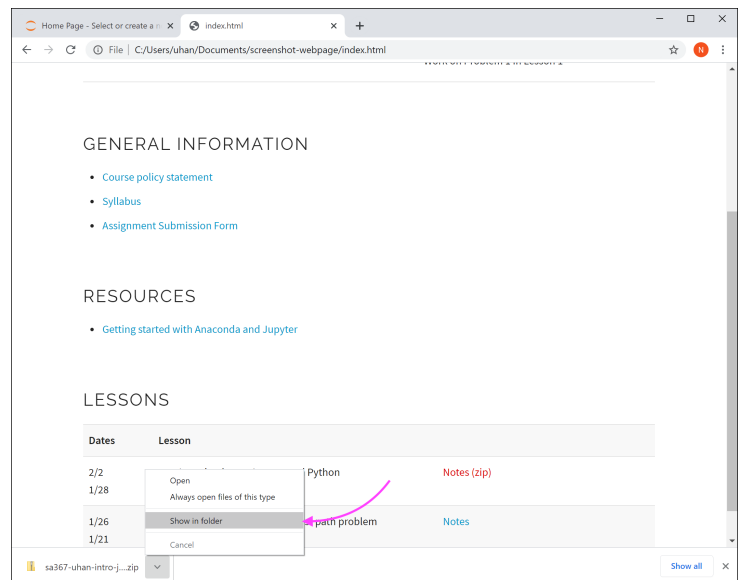 Home Page - Select or create a n
index.html
File
C:/Users/uhan/Documents/screenshot-webpage/index.html
N
Work on Problem 1 in Lesson 1
GENERAL INFORMATION
Course policy statement
Syllabus
Assignment Submission Form
RESOURCES
Getting started with Anaconda and Jupyter
LESSONS
Dates Lesson
2/2 Python Notes (zip)
1/28
1/26 path problem Notes
1/21
Open
Always open files of this type
Show in folder
Cancel
sa367-uhan-intro-j....zip
Show all